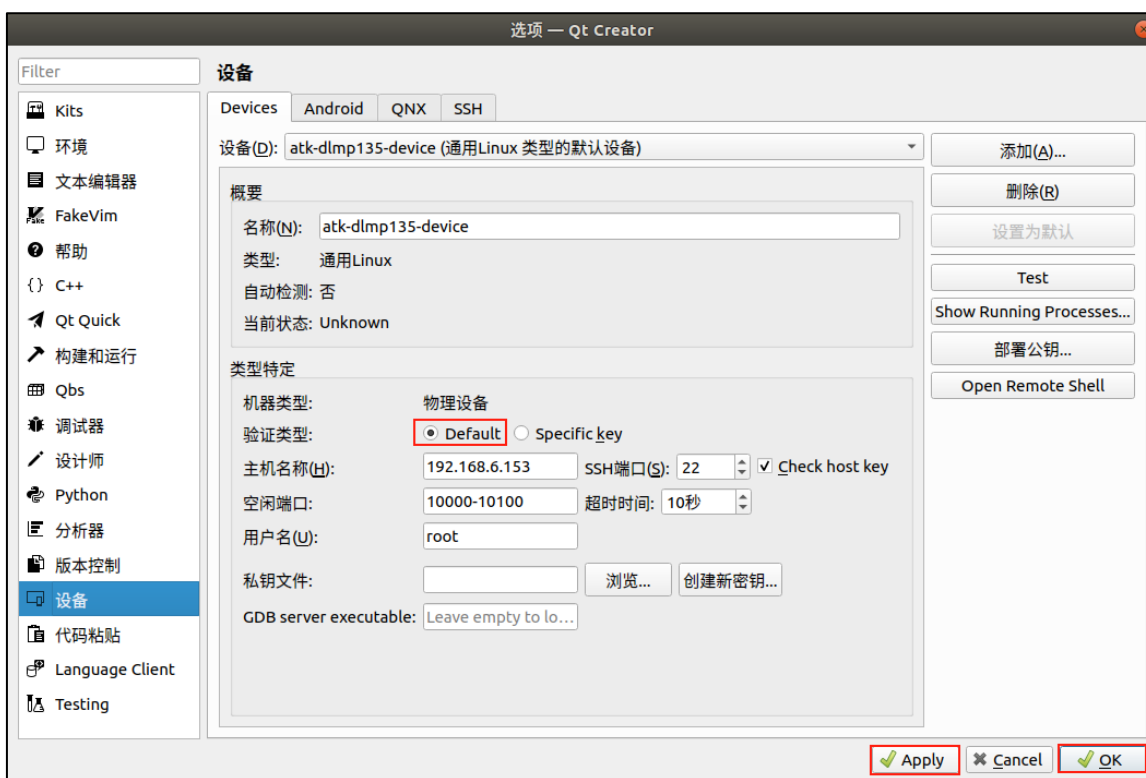 选项 — Qt Creator
Filter
Kits
环境
文本编辑器
FakeVim
帮助
{} C++
Qt Quick
构建和运行
Qbs
调试器
设计师
Python
分析器
版本控制
设备
代码粘贴
Language Client
Testing
设备
Devices Android QNX SSH
设备(D): atk-dlmp135-device (通用Linux 类型的默认设备)
概要
名称(N): atk-dlmp135-device
类型: 通用Linux
自动检测: 否
当前状态: Unknown
类型特定
机器类型: 物理设备
验证类型: Default Specific key
主机名称(H): 192.168.6.153 SSH端口(S): 22 Check host key
空闲端口: 10000-10100 超时时间: 10秒
用户名(U): root
私钥文件: 浏览... 创建新密钥...
GDB server executable: Leave empty to lo...
添加(A)...
删除(R)
设置为默认
Test
Show Running Processes...
部署公钥...
Open Remote Shell
Apply Cancel OK